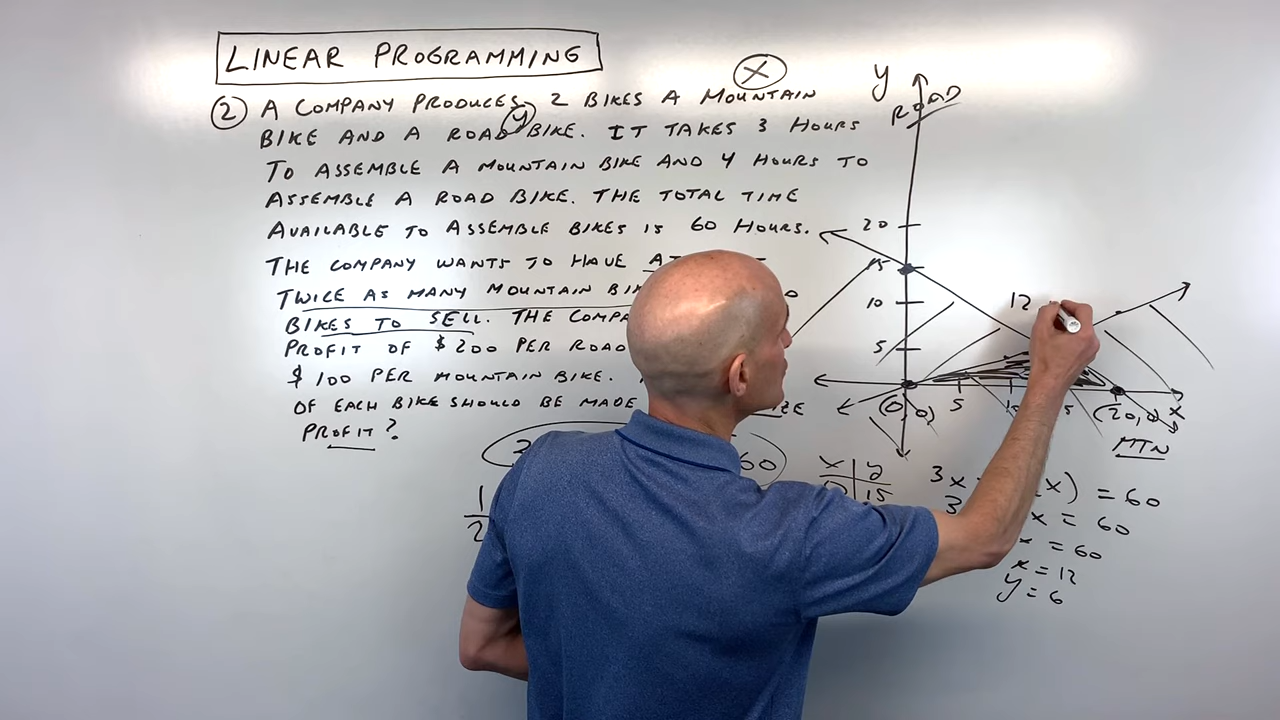 LINEAR PROGRAMMING
② A COMPANY PRODUCES 2 BIKES A MOUNTAIN X
BIKE AND A ROAD BIKE. IT TAKES 3 HOURS y
TO ASSEMBLE A MOUNTAIN BIKE AND 4 HOURS TO
ASSEMBLE A ROAD BIKE. THE TOTAL TIME
AVAILABLE TO ASSEMBLE BIKES IS 60 HOURS.
THE COMPANY WANTS TO HAVE
TWICE AS MANY MOUNTAIN
BIKES TO SELL. THE
PROFIT OF $200 PER ROAD
$100 PER MOUNTAIN BIKE.
OF EACH BIKE SHOULD BE MADE
PROFIT?
60
1
2
y
ROAD
20
15
10
5
12
(0,0)
5
(20,0)
x
MTN
x y
15
3x x) = 60
3 x = 60
x = 60
x = 12
y = 6